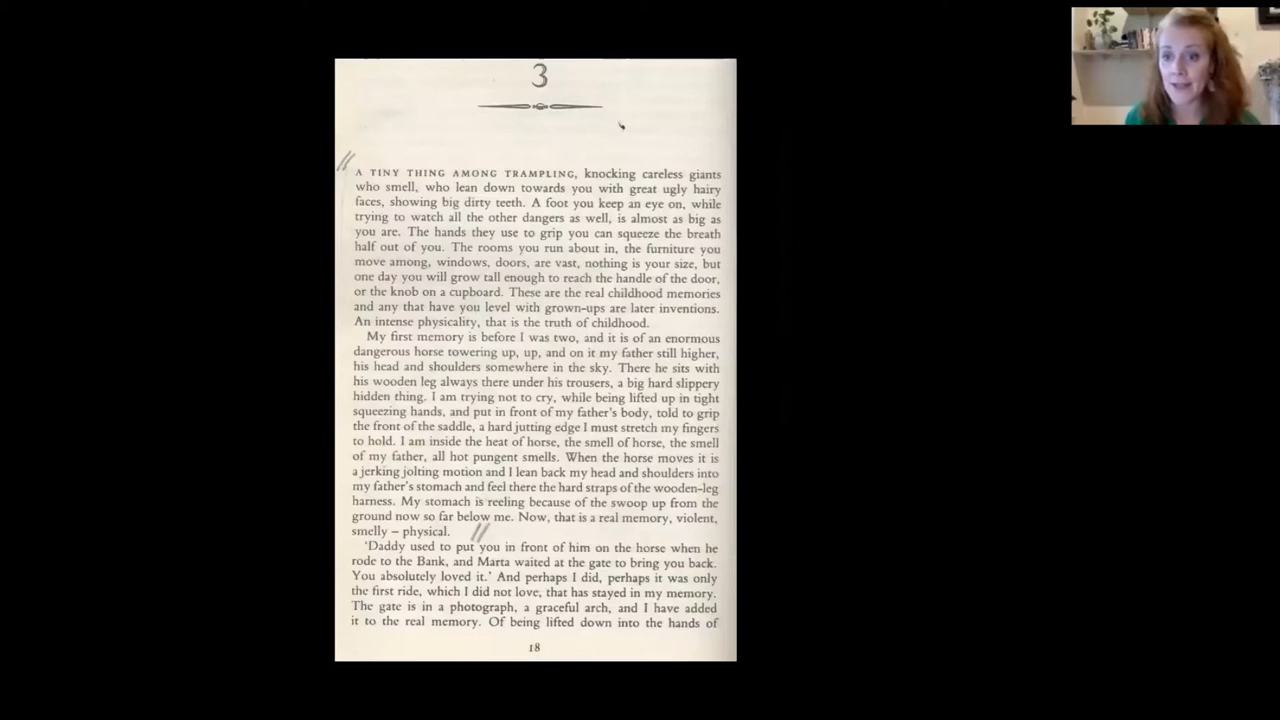 3
A TINY THING AMONG TRAMPLING, knocking careless giants
who smell, who lean down towards you with great ugly hairy
faces, showing big dirty teeth. A foot you keep an eye on, while
trying to watch all the other dangers as well, is almost as big as
you are. The hands they use to grip you can squeeze the breath
half out of you. The rooms you run about in, the furniture you
move among, windows, doors, are vast, nothing is your size, but
one day you will grow tall enough to reach the handle of the door,
or the knob on a cupboard. These are the real childhood memories
and any that have you level with grown-ups are later inventions.
An intense physicality, that is the truth of childhood.
My first memory is before I was two, and it is of an enormous
dangerous horse towering up, up, and on it my father still higher,
his head and shoulders somewhere in the sky. There he sits with
his wooden leg always there under his trousers, a big hard slippery
hidden thing. I am trying not to cry, while being lifted up in tight
squeezing hands, and put in front of my father's body, told to grip
the front of the saddle, a hard jutting edge I must stretch my fingers
to hold. I am inside the heat of horse, the smell of horse, the smell
of my father, all hot pungent smells. When the horse moves it is
a jerking jolting motion and I lean back my head and shoulders into
my father's stomach and feel there the hard straps of the wooden-leg
harness. My stomach is reeling because of the swoop up from the
ground now so far below me. Now, that is a real memory, violent,
smelly – physical.
'Daddy used to put you in front of him on the horse when he
rode to the Bank, and Marta waited at the gate to bring you back.
You absolutely loved it.' And perhaps I did, perhaps it was only
the first ride, which I did not love, that has stayed in my memory.
The gate is in a photograph, a graceful arch, and I have added
it to the real memory. Of being lifted down into the hands of
18